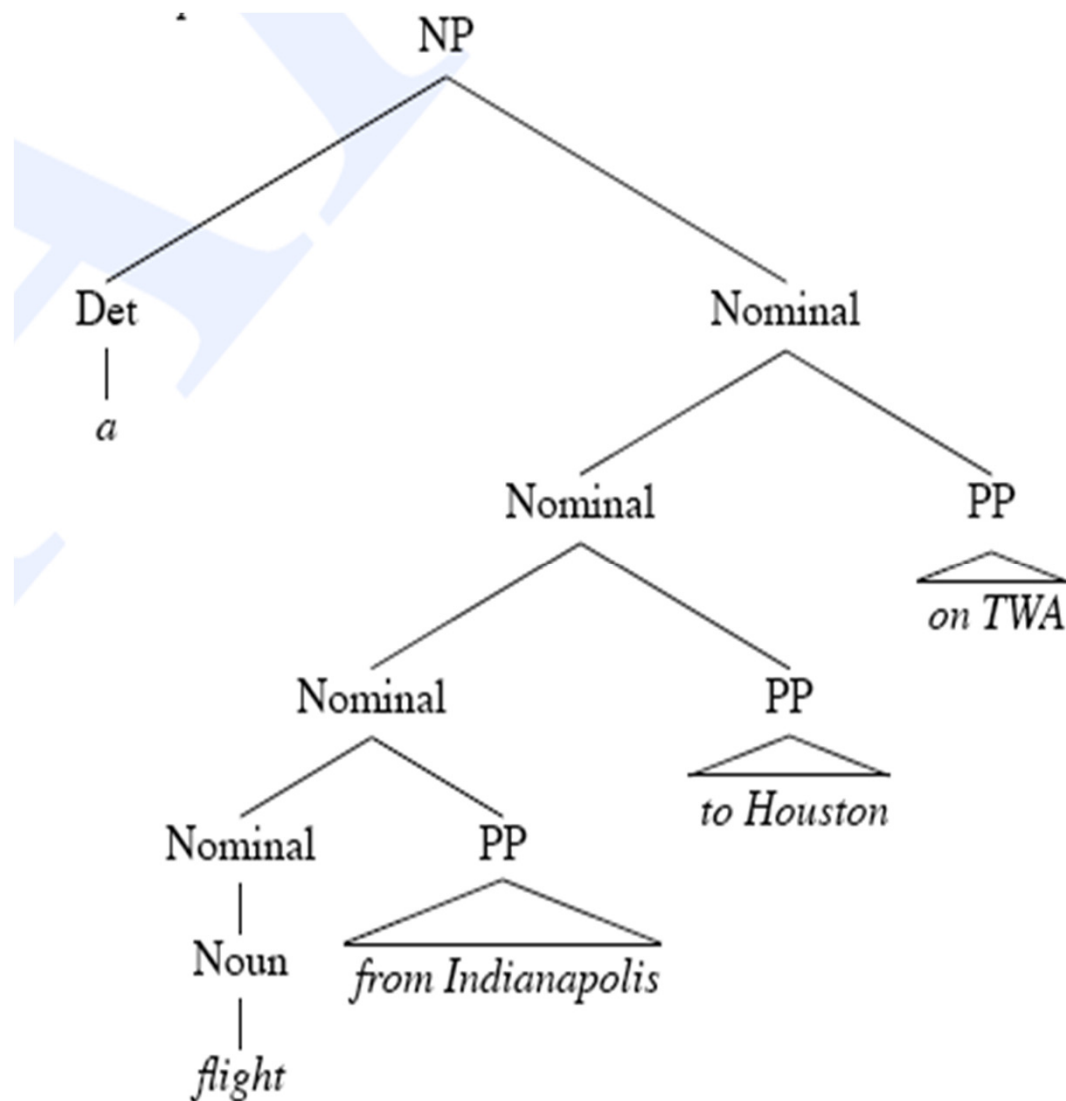 NP
Det Nominal
a
Nominal PP
on TWA
Nominal PP
to Houston
Nominal PP
Noun
from Indianapolis
flight